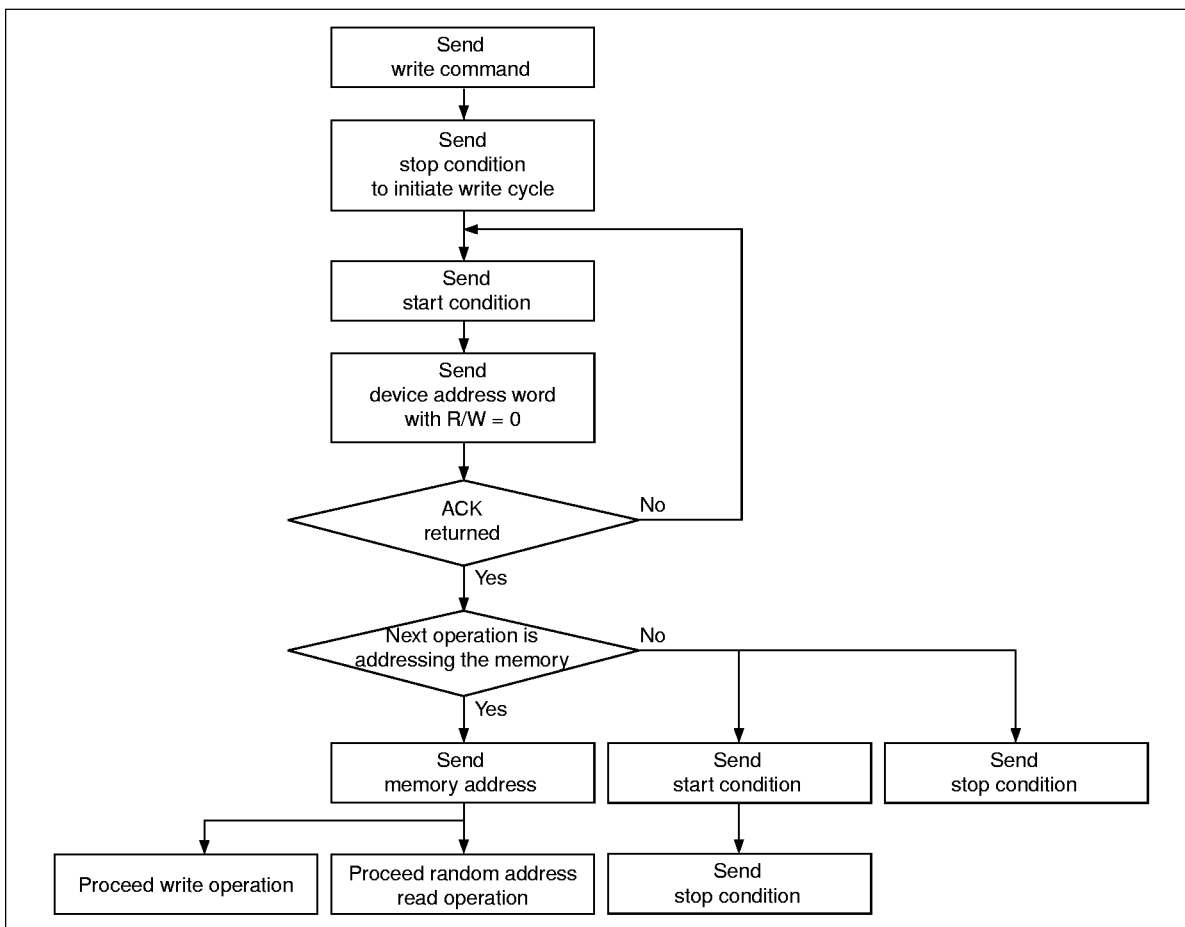 Send
write command
Send
stop condition
to initiate write cycle
Send
start condition
Send
device address word
with R/W = 0
ACK
returned
No
Yes
Next operation is
addressing the memory
No
Yes
Send
memory address
Send
start condition
Send
stop condition
Proceed write operation
Proceed random address
read operation
Send
stop condition